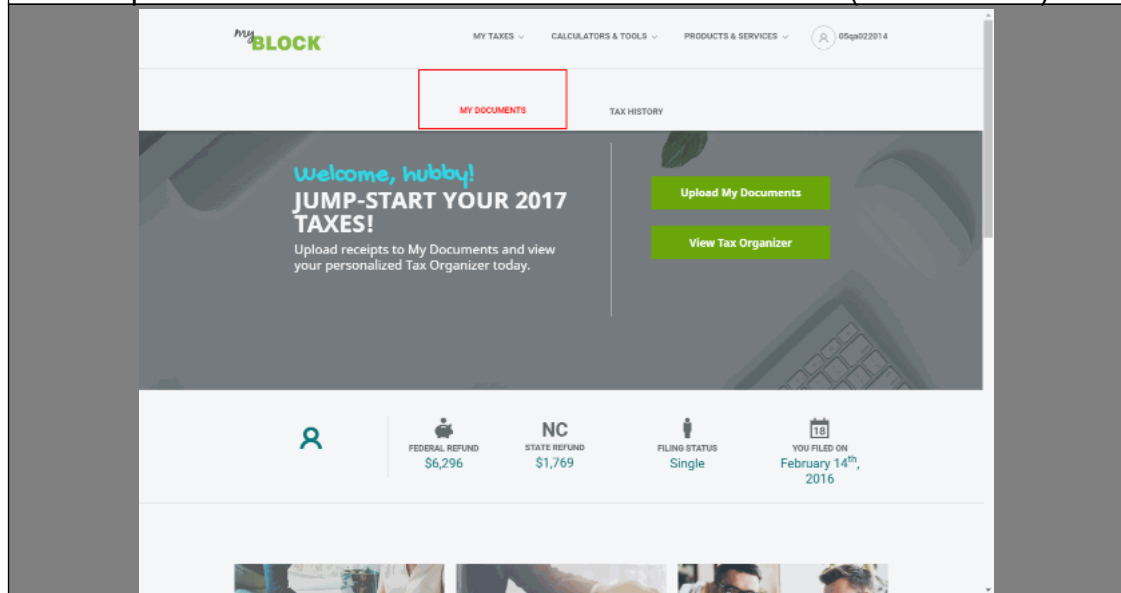 myBLOCK
MY TAXES CALCULATORS & TOOLS PRODUCTS & SERVICES 05qa022014
MY DOCUMENTS TAX HISTORY
Welcome, hubby!
JUMP-START YOUR 2017
TAXES!
Upload receipts to My Documents and view
your personalized Tax Organizer today.
Upload My Documents
View Tax Organizer
FEDERAL REFUND
$6,296
NC
STATE REFUND
$1,769
FILING STATUS
Single
18
YOU FILED ON
February 14th,
2016